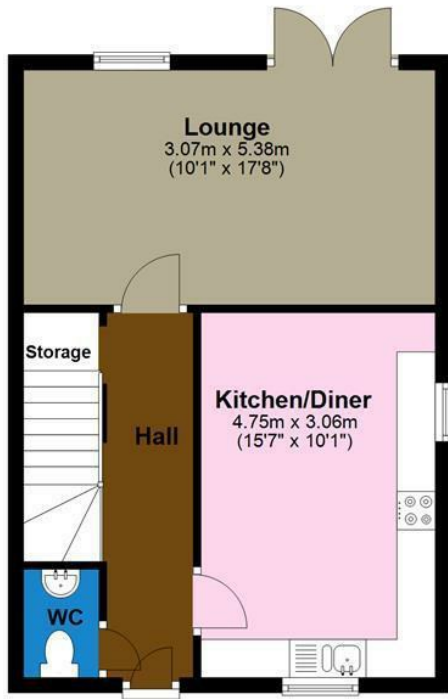 Lounge
3.07m x 5.38m
(10'1" x 17'8")
Storage
Kitchen/Diner
4.75m x 3.06m
(15'7" x 10'1")
Hall
WC